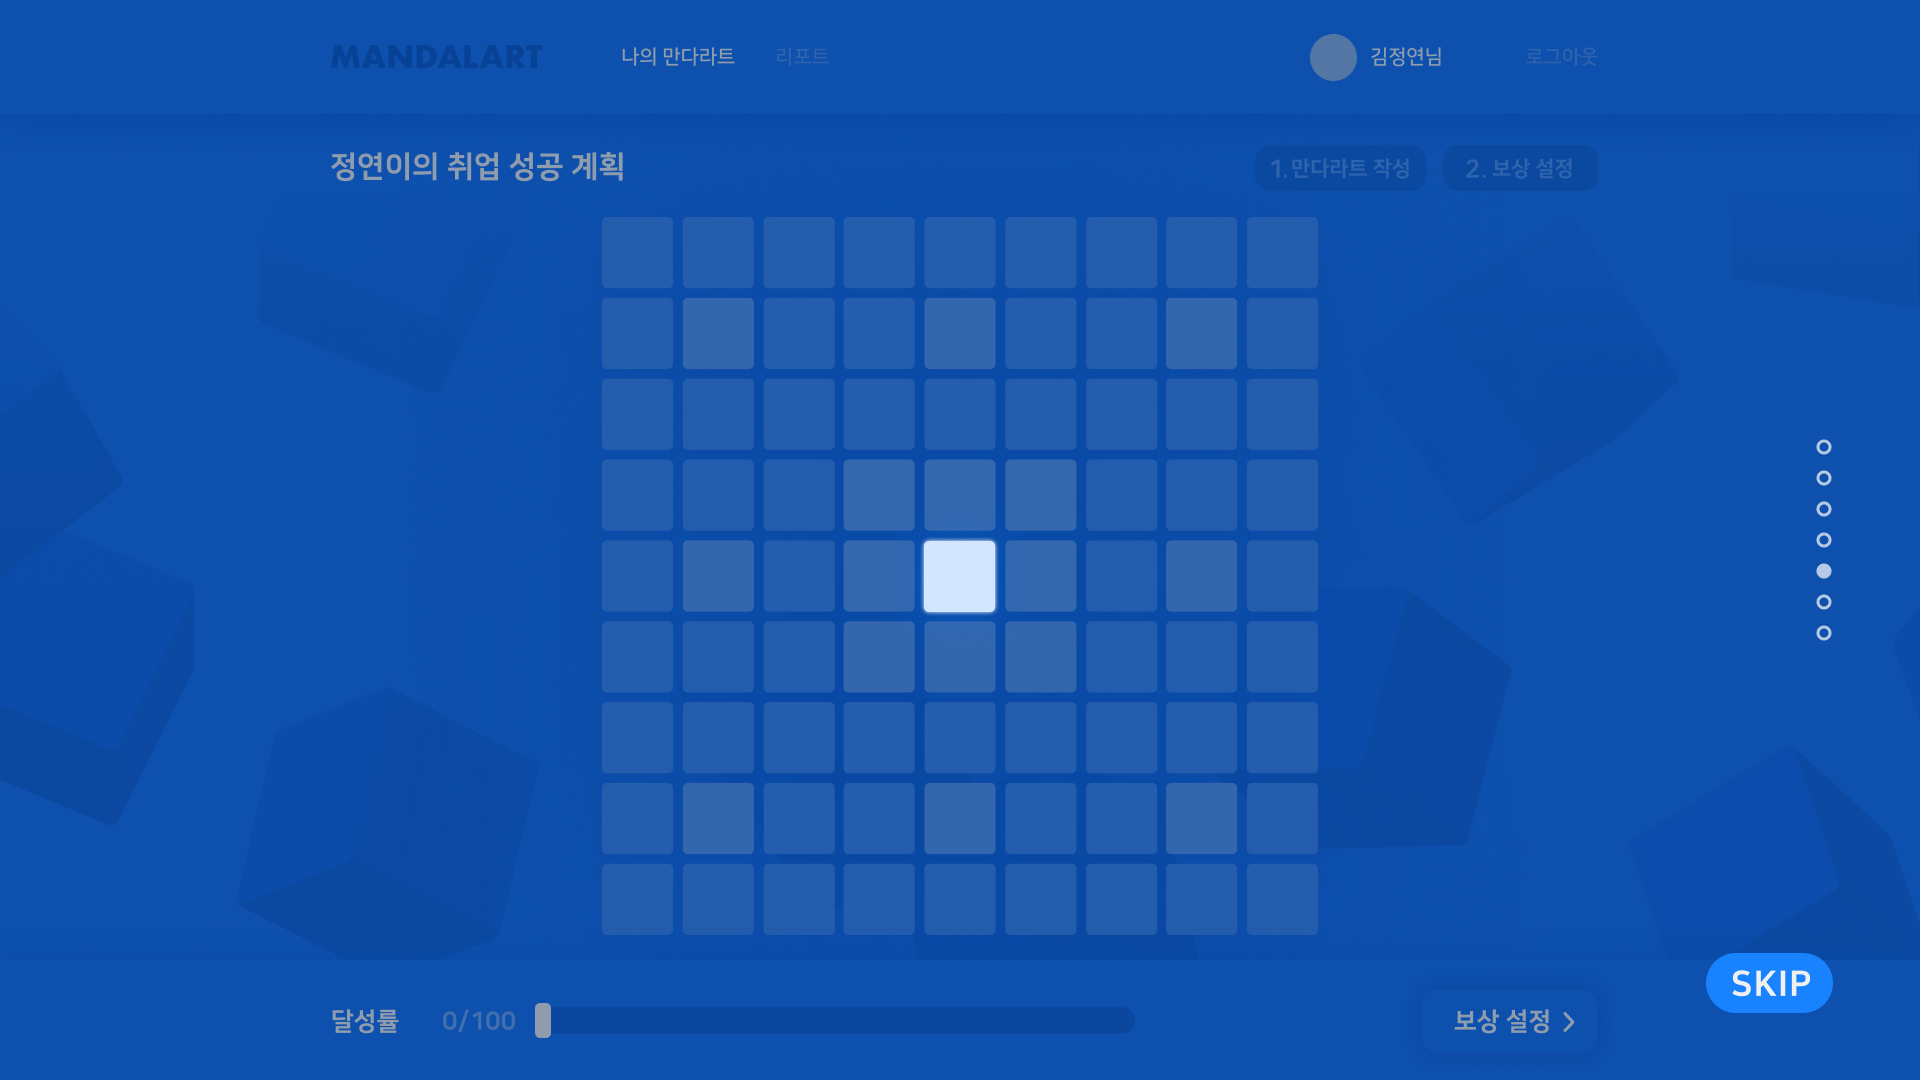 MANDALART
나의 만다라트
리포트
김정연님
로그아웃
정연이의 취업 성공 계획
1. 만다라트 작성
2. 보상 설정
달성률
0/100
보상 설정
SKIP